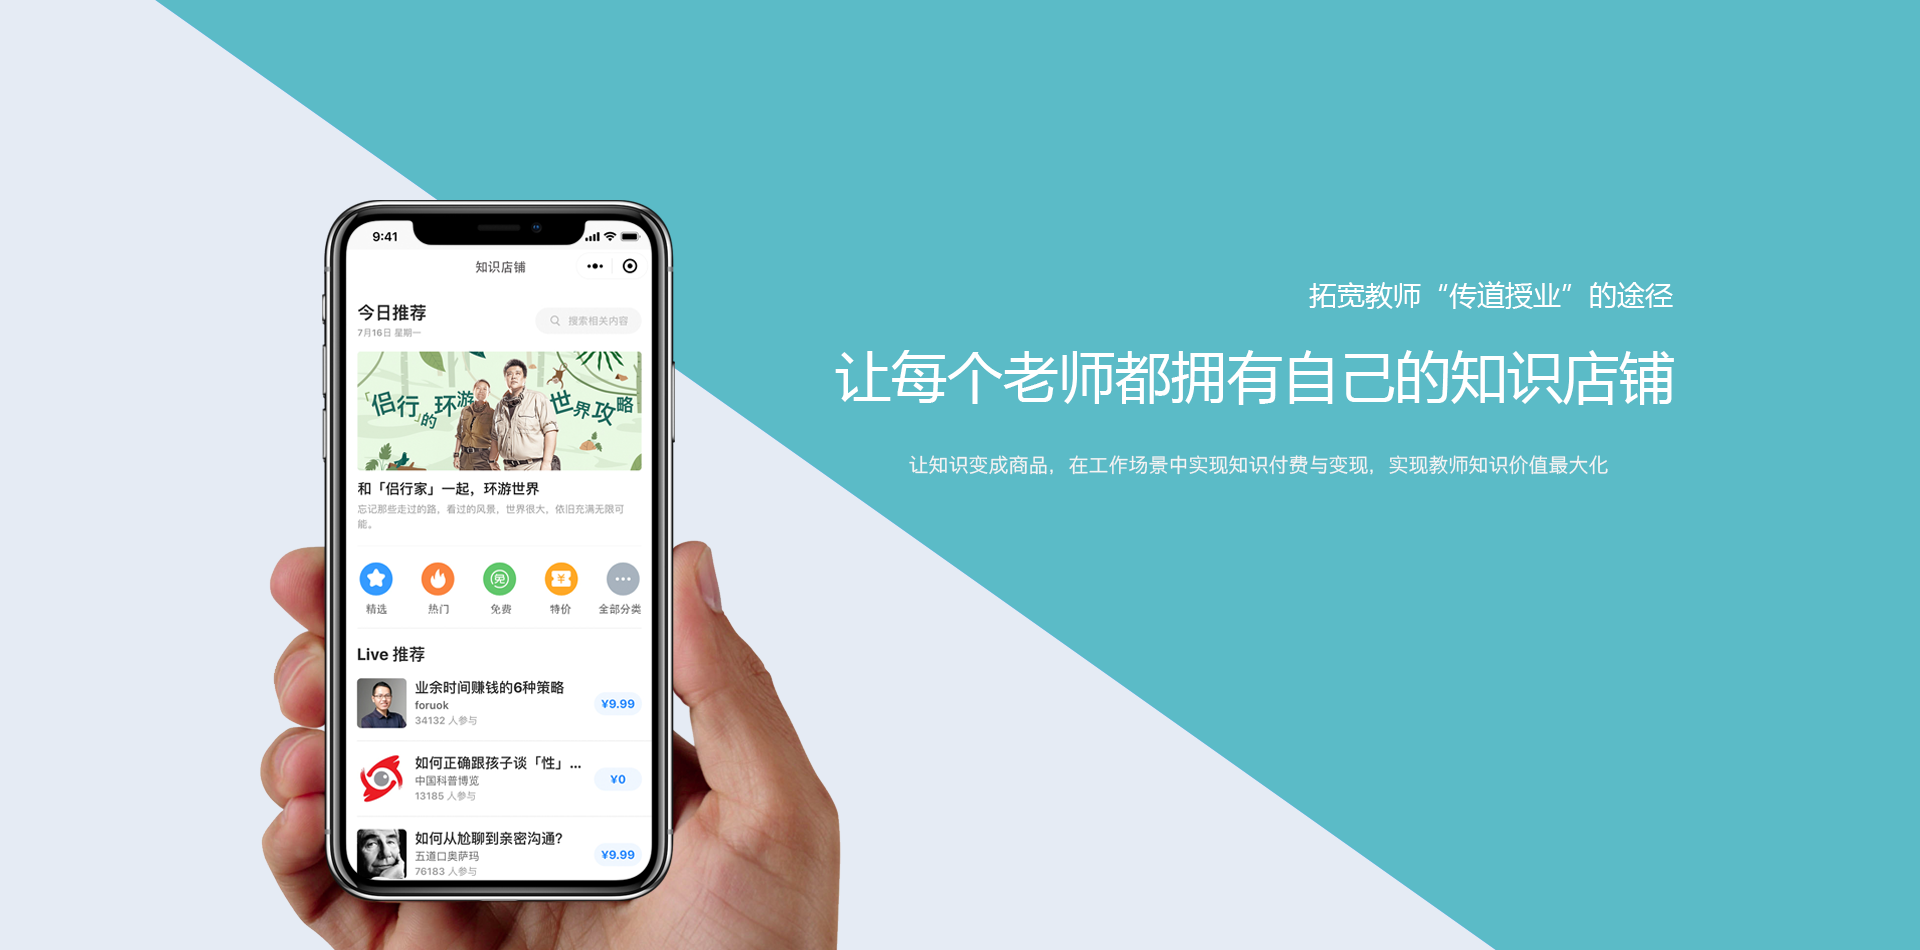 9:41
知识店铺
今日推荐
7月16日 星期一
搜索相关内容
「侣行」的环游世界攻略
和「侣行家」一起，环游世界
忘记那些走过的路，看过的风景，世界很大，依旧充满无限可
能。
精选 热门 免费 特价 全部分类
Live 推荐
业余时间赚钱的6种策略
foruok
34132 人参与
¥9.99
如何正确跟孩子谈「性」...
中国科普博览
13185 人参与
¥0
如何从尬聊到亲密沟通?
五道口奥萨玛
76183 人参与
¥9.99
拓宽教师“传道授业”的途径
让每个老师都拥有自己的知识店铺
让知识变成商品，在工作场景中实现知识付费与变现，实现教师知识价值最大化